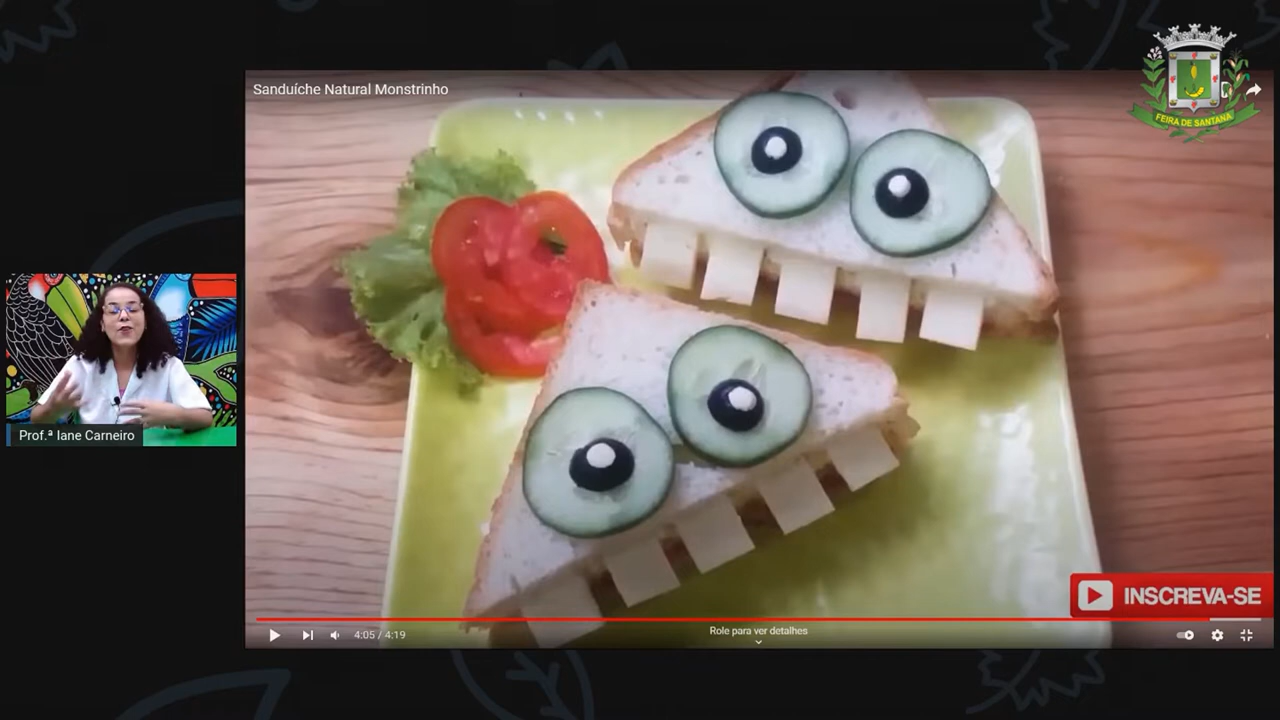 Sanduíche Natural Monstrinho
FEIRA DE SANTANA
Prof.ª Iane Carneiro
INSCREVA-SE
4:05 / 4:19
Role para ver detalhes